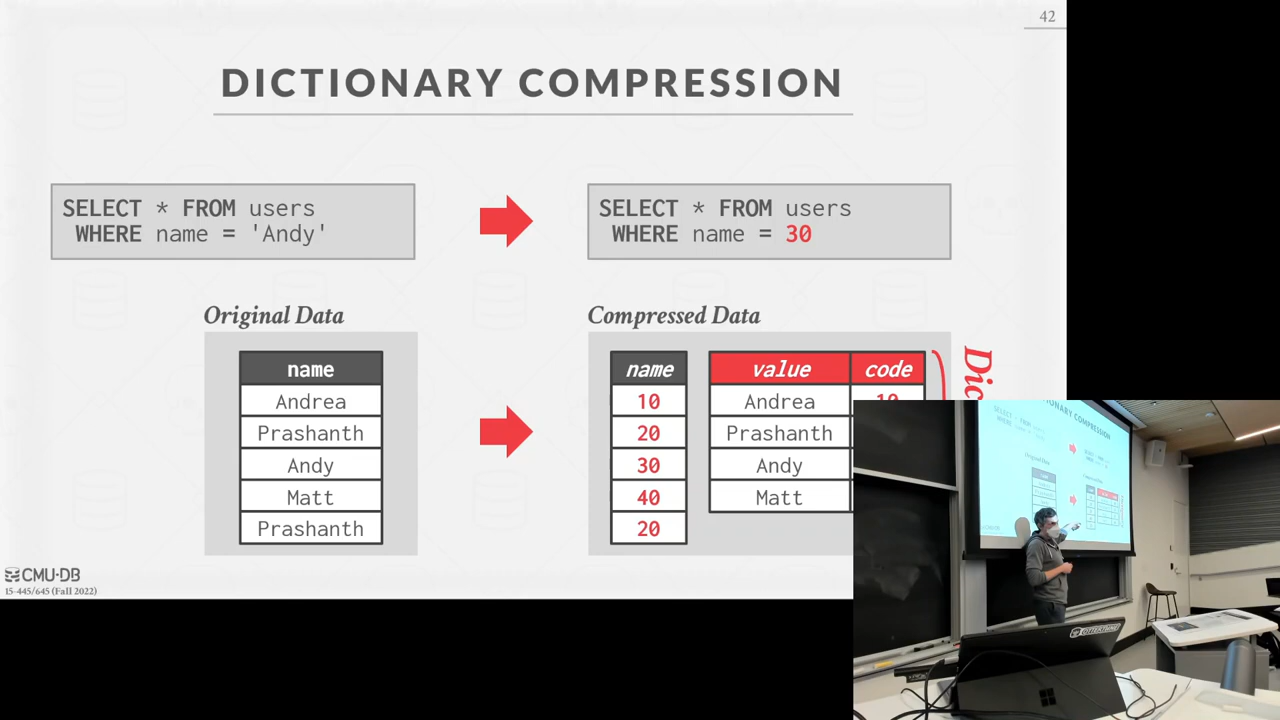 42
DICTIONARY COMPRESSION
SELECT * FROM users
WHERE name = 'Andy'
SELECT * FROM users
WHERE name = 30
Original Data
name
Andrea
Prashanth
Andy
Matt
Prashanth
Compressed Data
name
10
20
30
40
20
value code
Andrea 10
Prashanth
Andy
Matt
CMU·DB
15-445/645 (Fall 2022)